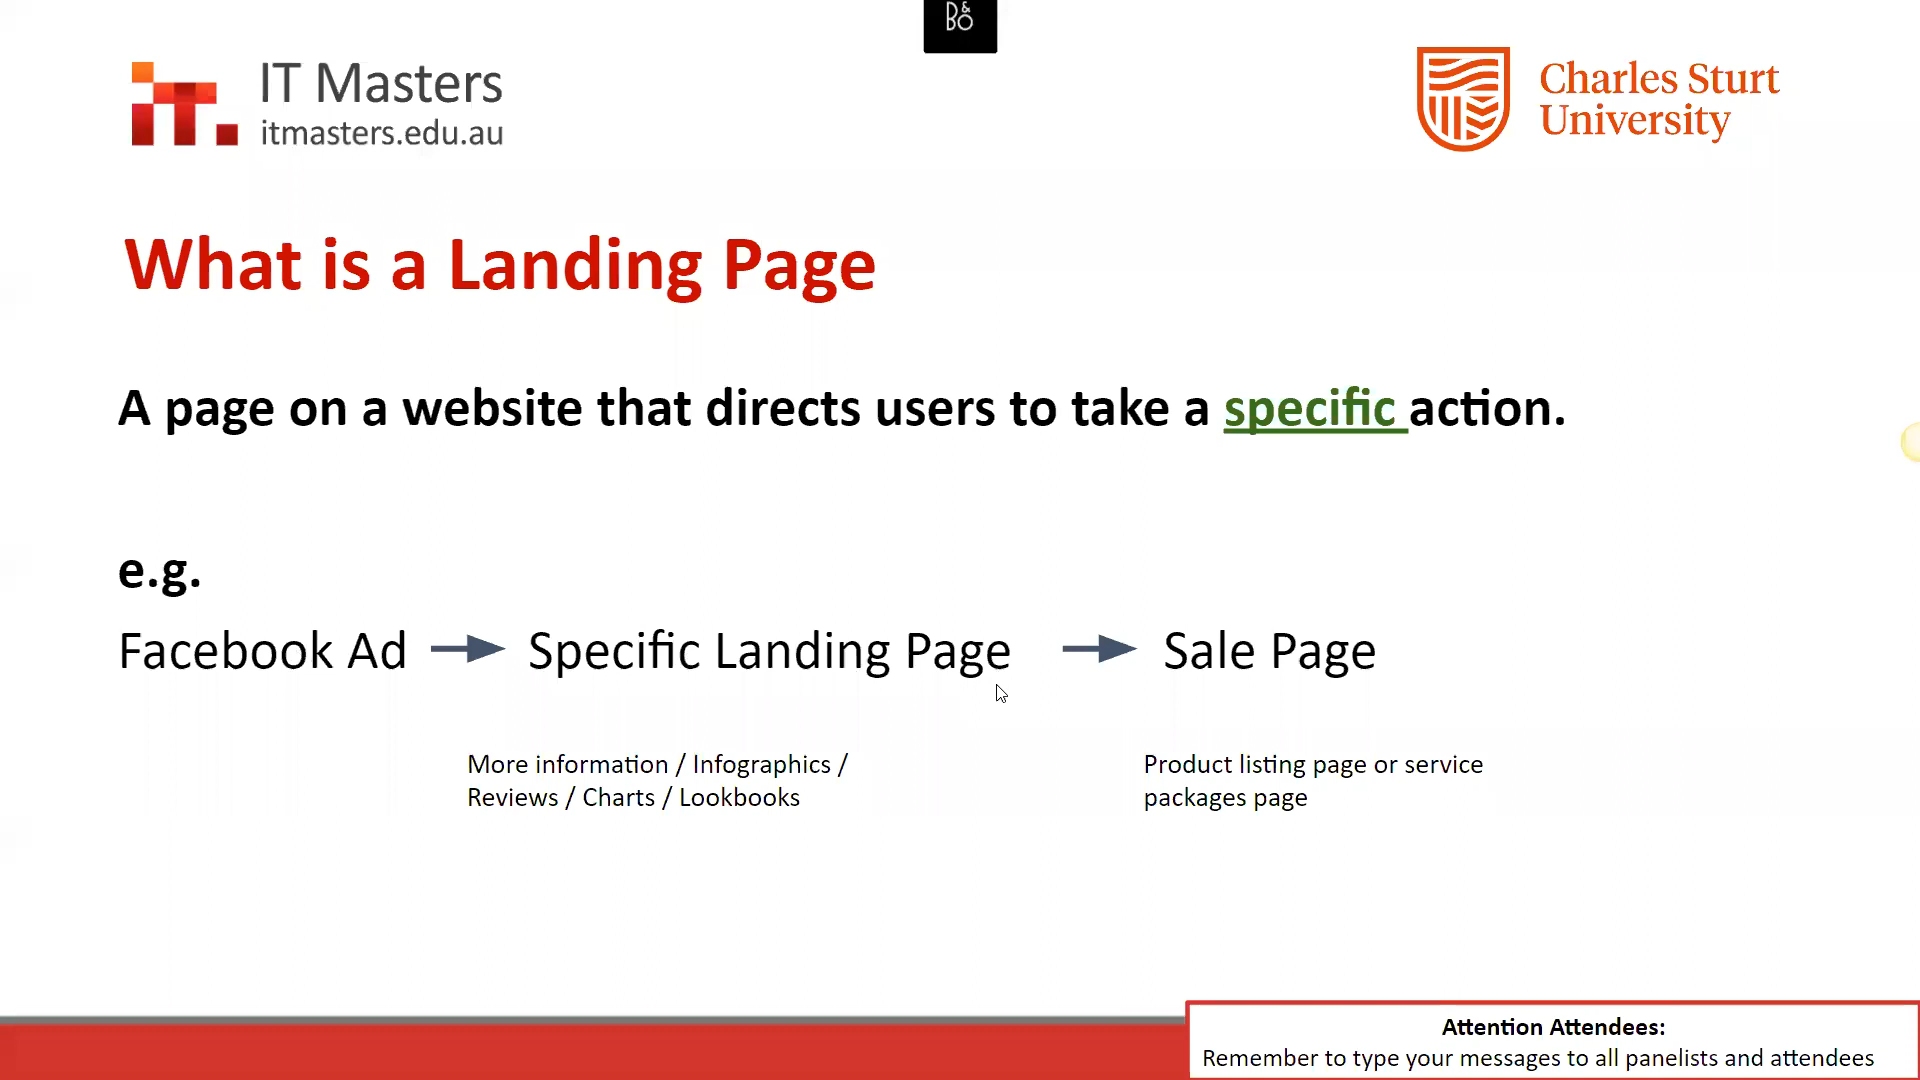 B&O
IT Masters
itmasters.edu.au
Charles Sturt
University
What is a Landing Page
A page on a website that directs users to take a specific action.
e.g.
Facebook Ad
Specific Landing Page
Sale Page
More information / Infographics /
Reviews / Charts / Lookbooks
Product listing page or service
packages page
Attention Attendees:
Remember to type your messages to all panelists and attendees